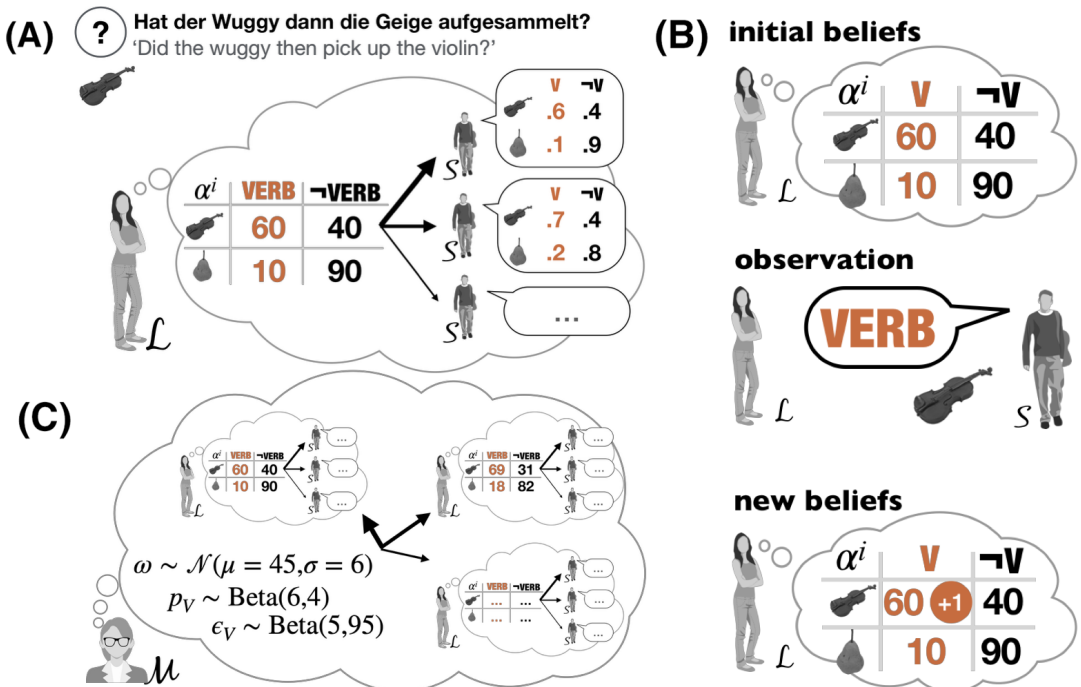 (A)
?
Hat der Wuggy dann die Geige aufgesammelt?
'Did the wuggy then pick up the violin?'
αⁱ VERB ¬VERB
60 40
10 90
ℒ
V ¬V
.6 .4
.1 .9
𝒮
V ¬V
.7 .4
.2 .8
𝒮
...
𝒮
(B)
initial beliefs
αⁱ V ¬V
60 40
10 90
ℒ
observation
VERB
ℒ
𝒮
new beliefs
αⁱ V ¬V
60 +1 40
10 90
ℒ
(C)
αⁱ VERB ¬VERB
60 40
10 90
ℒ
𝒮 ...
𝒮 ...
𝒮 ...
αⁱ VERB ¬VERB
69 31
18 82
ℒ
𝒮 ...
𝒮 ...
𝒮 ...
αⁱ VERB ¬VERB
... ...
... ...
ℒ
𝒮 ...
𝒮 ...
𝒮 ...
ω ~ 𝒩(μ = 45,σ = 6)
p_V ~ Beta(6,4)
ϵ_V ~ Beta(5,95)
ℳ